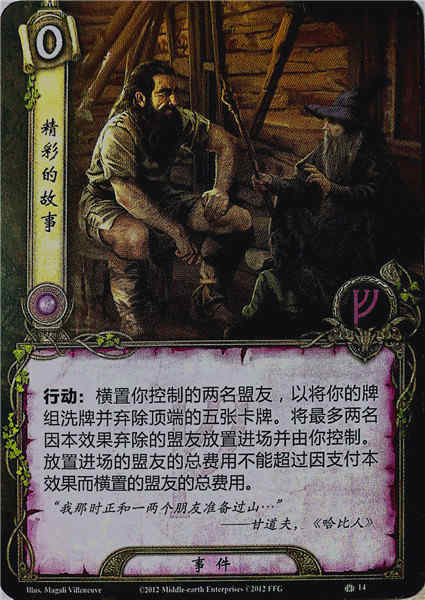 0
精彩的故事
行动：横置你控制的两名盟友，以将你的牌
组洗牌并弃除顶端的五张卡牌。将最多两名
因本效果弃除的盟友放置进场并由你控制。
放置进场的盟友的总费用不能超过因支付本
效果而横置的盟友的总费用。
“我那时正和一两个朋友准备过山…”
——甘道夫，《哈比人》
事件
Illus. Magali Villeneuve ©2012 Middle-earth Enterprises ©2012 FFG 14